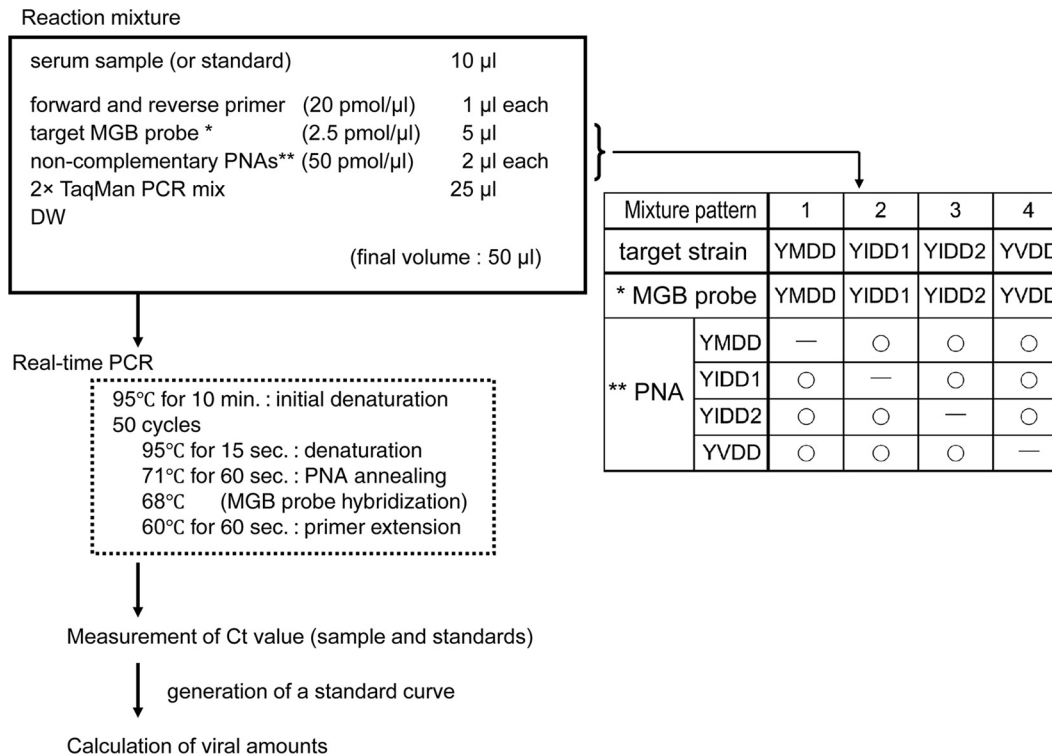 Reaction mixture
serum sample (or standard) 10 µl
forward and reverse primer (20 pmol/µl) 1 µl each
target MGB probe * (2.5 pmol/µl) 5 µl
non-complementary PNAs** (50 pmol/µl) 2 µl each
2× TaqMan PCR mix 25 µl
DW
(final volume : 50 µl)
Mixture pattern 1 2 3 4
target strain YMDD YIDD1 YIDD2 YVDD
* MGB probe YMDD YIDD1 YIDD2 YVDD
** PNA
YMDD — ○ ○ ○
YIDD1 ○ — ○ ○
YIDD2 ○ ○ — ○
YVDD ○ ○ ○ —
Real-time PCR
95℃ for 10 min. : initial denaturation
50 cycles
95℃ for 15 sec. : denaturation
71℃ for 60 sec. : PNA annealing
68℃ (MGB probe hybridization)
60℃ for 60 sec. : primer extension
Measurement of Ct value (sample and standards)
generation of a standard curve
Calculation of viral amounts